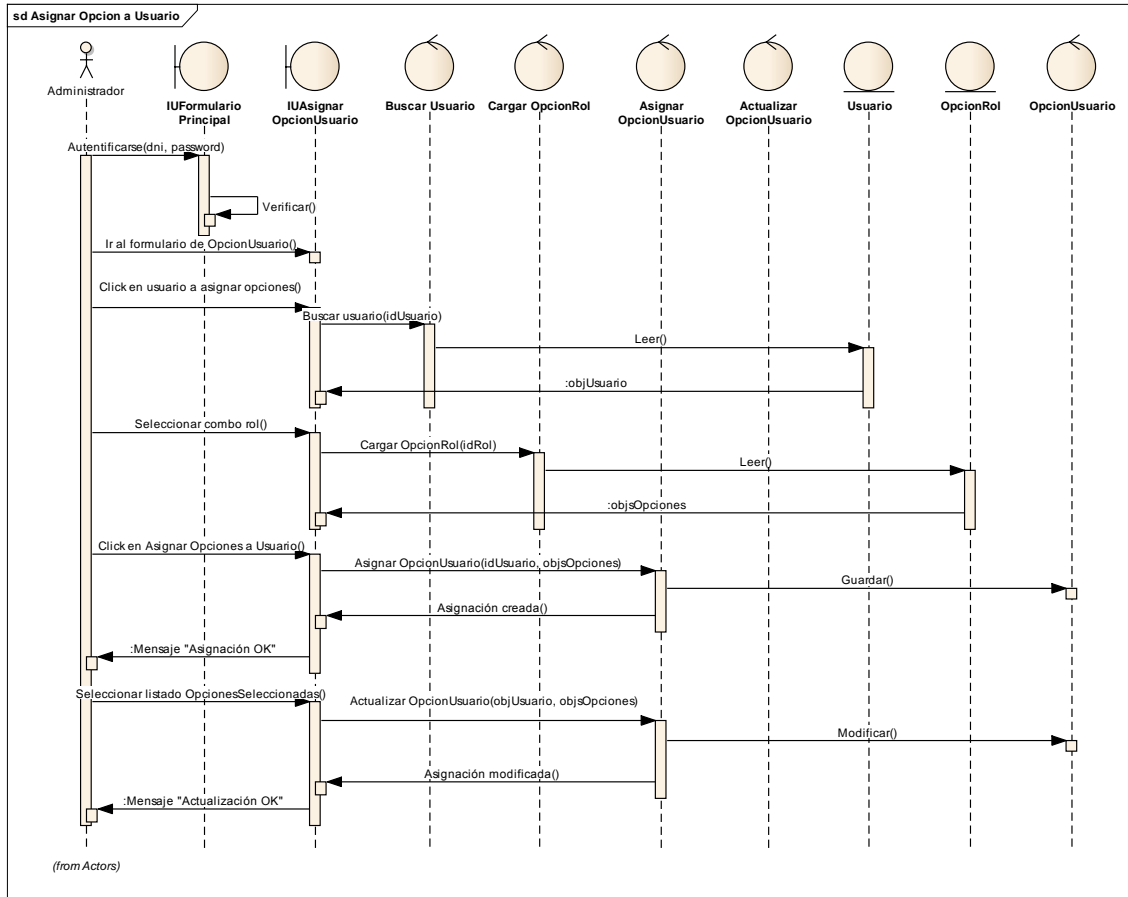 sd Asignar Opcion a Usuario
Administrador
IUFormulario
Principal
IUAsignar
OpcionUsuario
Buscar Usuario
Cargar OpcionRol
Asignar
OpcionUsuario
Actualizar
OpcionUsuario
Usuario
OpcionRol
OpcionUsuario
Autentificarse(dni, password)
Verificar()
Ir al formulario de OpcionUsuario()
Click en usuario a asignar opciones()
Buscar usuario(idUsuario)
Leer()
:objUsuario
Seleccionar combo rol()
Cargar OpcionRol(idRol)
Leer()
:objsOpciones
Click en Asignar Opciones a Usuario()
Asignar OpcionUsuario(idUsuario, objsOpciones)
Guardar()
Asignación creada()
:Mensaje "Asignación OK"
Seleccionar listado OpcionesSeleccionadas()
Actualizar OpcionUsuario(objUsuario, objsOpciones)
Modificar()
Asignación modificada()
:Mensaje "Actualización OK"
(from Actors)